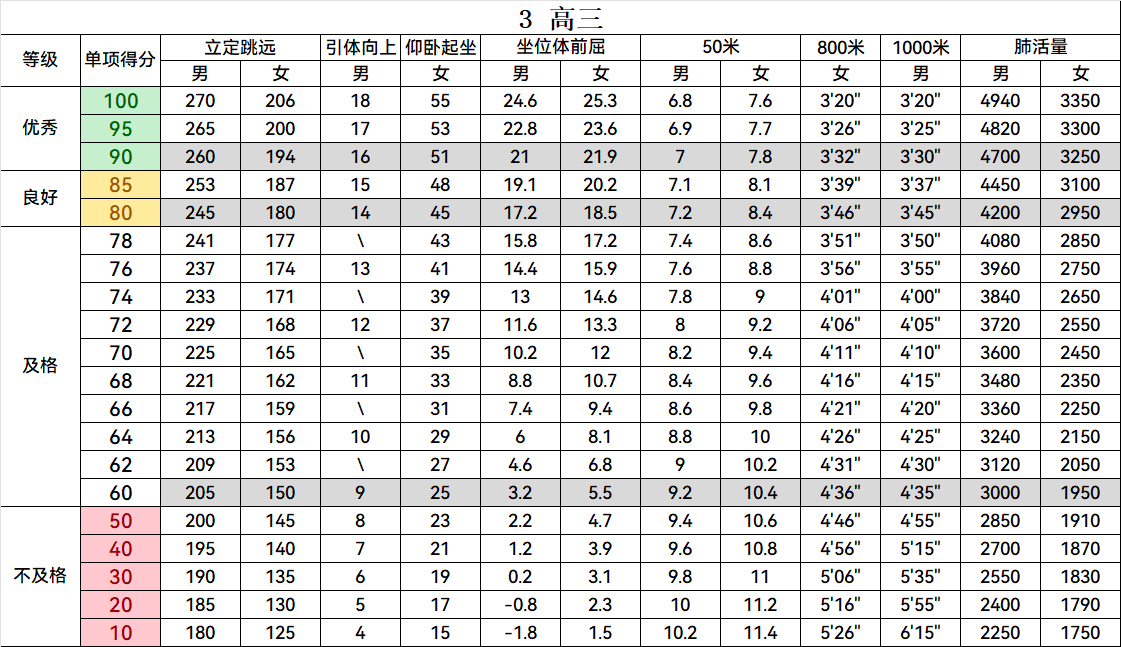 3 高三
等级 单项得分 立定跳远 引体向上 仰卧起坐 坐位体前屈 50米 800米 1000米 肺活量
男 女 男 女 男 女 男 女 女 男 男 女
优秀 100 270 206 18 55 24.6 25.3 6.8 7.6 3'20" 3'20" 4940 3350
95 265 200 17 53 22.8 23.6 6.9 7.7 3'26" 3'25" 4820 3300
90 260 194 16 51 21 21.9 7 7.8 3'32" 3'30" 4700 3250
良好 85 253 187 15 48 19.1 20.2 7.1 8.1 3'39" 3'37" 4450 3100
80 245 180 14 45 17.2 18.5 7.2 8.4 3'46" 3'45" 4200 2950
及格 78 241 177 \ 43 15.8 17.2 7.4 8.6 3'51" 3'50" 4080 2850
76 237 174 13 41 14.4 15.9 7.6 8.8 3'56" 3'55" 3960 2750
74 233 171 \ 39 13 14.6 7.8 9 4'01" 4'00" 3840 2650
72 229 168 12 37 11.6 13.3 8 9.2 4'06" 4'05" 3720 2550
70 225 165 \ 35 10.2 12 8.2 9.4 4'11" 4'10" 3600 2450
68 221 162 11 33 8.8 10.7 8.4 9.6 4'16" 4'15" 3480 2350
66 217 159 \ 31 7.4 9.4 8.6 9.8 4'21" 4'20" 3360 2250
64 213 156 10 29 6 8.1 8.8 10 4'26" 4'25" 3240 2150
62 209 153 \ 27 4.6 6.8 9 10.2 4'31" 4'30" 3120 2050
60 205 150 9 25 3.2 5.5 9.2 10.4 4'36" 4'35" 3000 1950
不及格 50 200 145 8 23 2.2 4.7 9.4 10.6 4'46" 4'55" 2850 1910
40 195 140 7 21 1.2 3.9 9.6 10.8 4'56" 5'15" 2700 1870
30 190 135 6 19 0.2 3.1 9.8 11 5'06" 5'35" 2550 1830
20 185 130 5 17 -0.8 2.3 10 11.2 5'16" 5'55" 2400 1790
10 180 125 4 15 -1.8 1.5 10.2 11.4 5'26" 6'15" 2250 1750